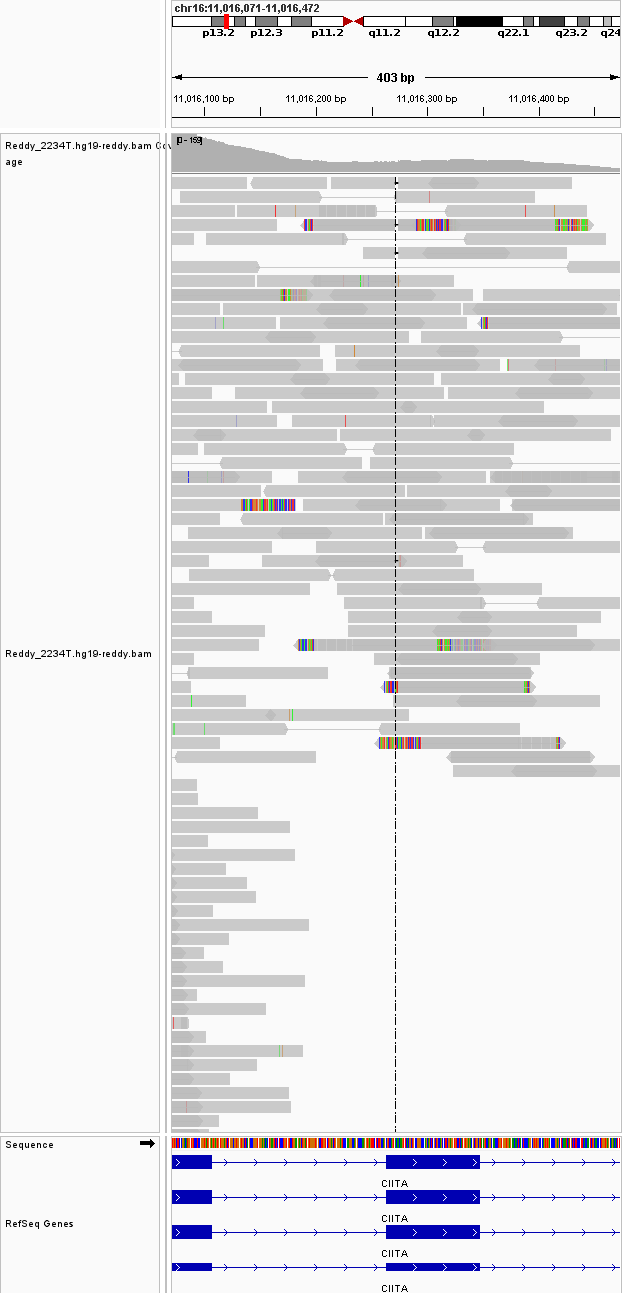 chr16:11,016,071-11,016,472
p13.2 p12.3 p11.2 q11.2 q12.2 q22.1 q23.2 q24
403 bp
11,016,100 bp 11,016,200 bp 11,016,300 bp 11,016,400 bp
Reddy_2234T.hg19-reddy.bam Cov
age
[0 - 159]
Reddy_2234T.hg19-reddy.bam
Sequence
CIITA
CIITA
RefSeq Genes
CIITA
CIITA